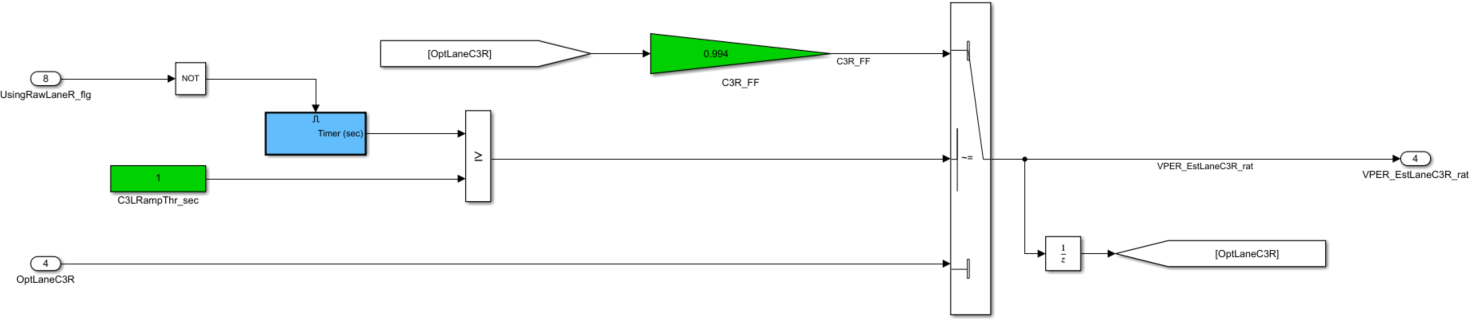 [OptLaneC3R]
0.994
C3R_FF
C3R_FF
8
UsingRawLaneR_flg
NOT
Timer (sec)
≥
1
C3LRampThr_sec
~=
VPER_EstLaneC3R_rat
4
VPER_EstLaneC3R_rat
4
OptLaneC3R
1
z
[OptLaneC3R]